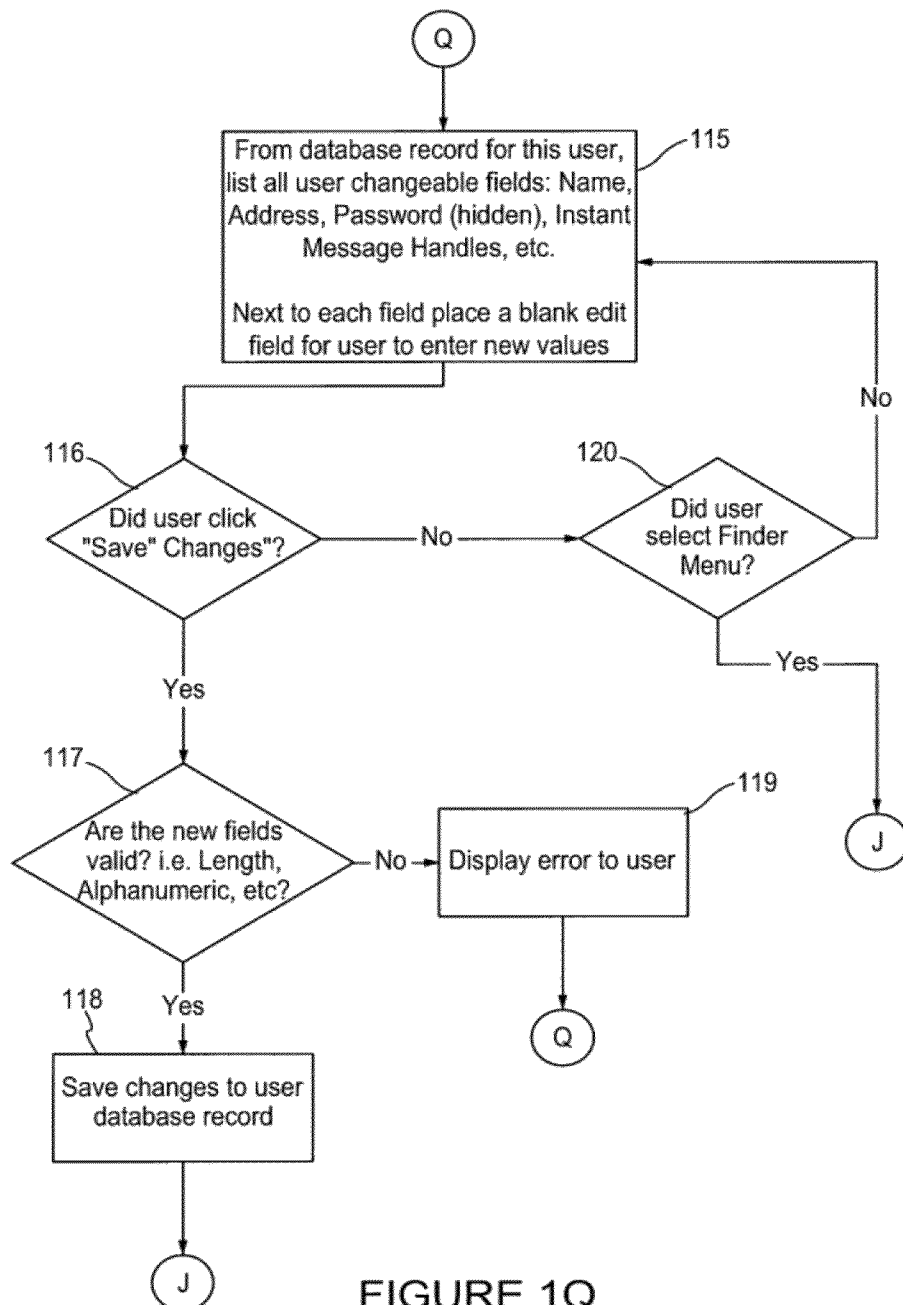 Q
115
From database record for this user,
list all user changeable fields: Name,
Address, Password (hidden), Instant
Message Handles, etc.
Next to each field place a blank edit
field for user to enter new values
No
116
Did user click
"Save" Changes"?
No
120
Did user
select Finder
Menu?
Yes
Yes
J
117
Are the new fields
valid? i.e. Length,
Alphanumeric, etc?
No
119
Display error to user
Q
Yes
118
Save changes to user
database record
J
FIGURE 1Q